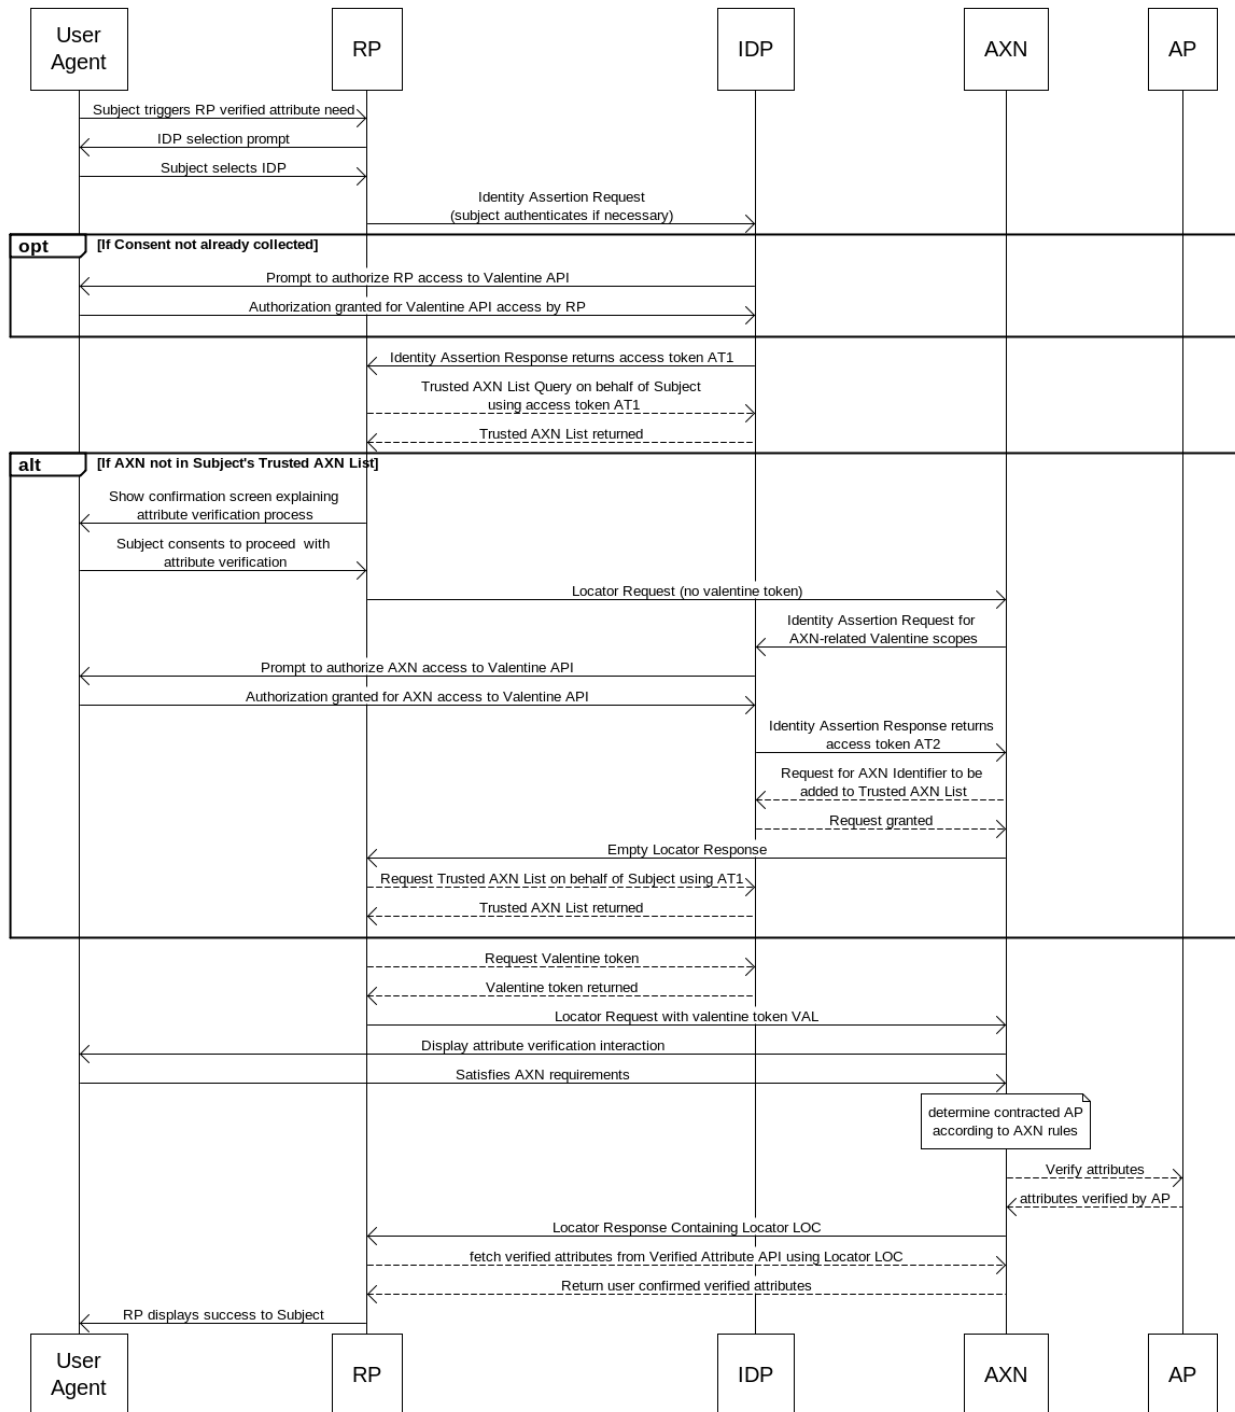 User
Agent
RP
IDP
AXN
AP
Subject triggers RP verified attribute need
IDP selection prompt
Subject selects IDP
Identity Assertion Request
(subject authenticates if necessary)
opt
[If Consent not already collected]
Prompt to authorize RP access to Valentine API
Authorization granted for Valentine API access by RP
Identity Assertion Response returns access token AT1
Trusted AXN List Query on behalf of Subject
using access token AT1
Trusted AXN List returned
alt
[If AXN not in Subject's Trusted AXN List]
Show confirmation screen explaining
attribute verification process
Subject consents to proceed  with
attribute verification
Locator Request (no valentine token)
Identity Assertion Request for
AXN-related Valentine scopes
Prompt to authorize AXN access to Valentine API
Authorization granted for AXN access to Valentine API
Identity Assertion Response returns
access token AT2
Request for AXN Identifier to be
added to Trusted AXN List
Request granted
Empty Locator Response
Request Trusted AXN List on behalf of Subject using AT1
Trusted AXN List returned
Request Valentine token
Valentine token returned
Locator Request with valentine token VAL
Display attribute verification interaction
Satisfies AXN requirements
determine contracted AP
according to AXN rules
Verify attributes
attributes verified by AP
Locator Response Containing Locator LOC
fetch verified attributes from Verified Attribute API using Locator LOC
Return user confirmed verified attributes
RP displays success to Subject
User
Agent
RP
IDP
AXN
AP